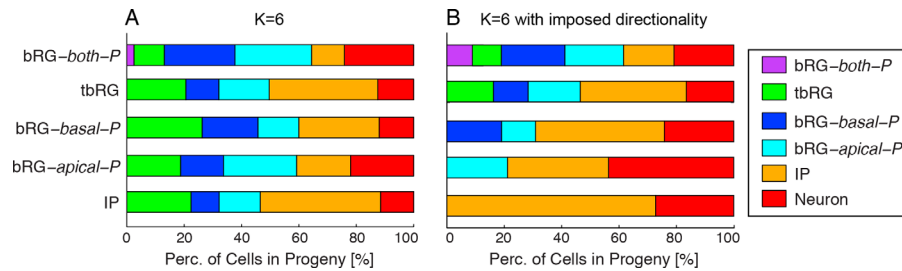 A
K=6
bRG–both–P
tbRG
bRG–basal–P
bRG–apical–P
IP
0 20 40 60 80 100
Perc. of Cells in Progeny [%]
B
K=6 with imposed directionality
0 20 40 60 80 100
Perc. of Cells in Progeny [%]
bRG–both–P
tbRG
bRG–basal–P
bRG–apical–P
IP
Neuron